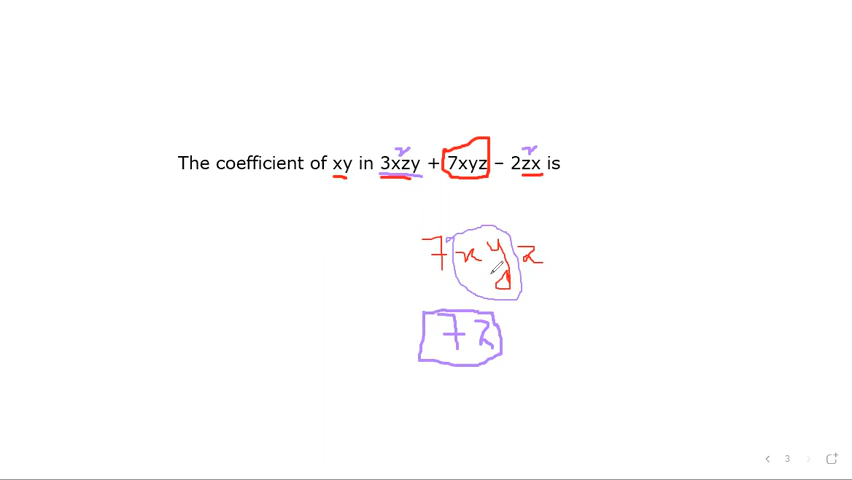 The coefficient of xy in 3xzy + 7xyz – 2zx is
7xyz
7z
3